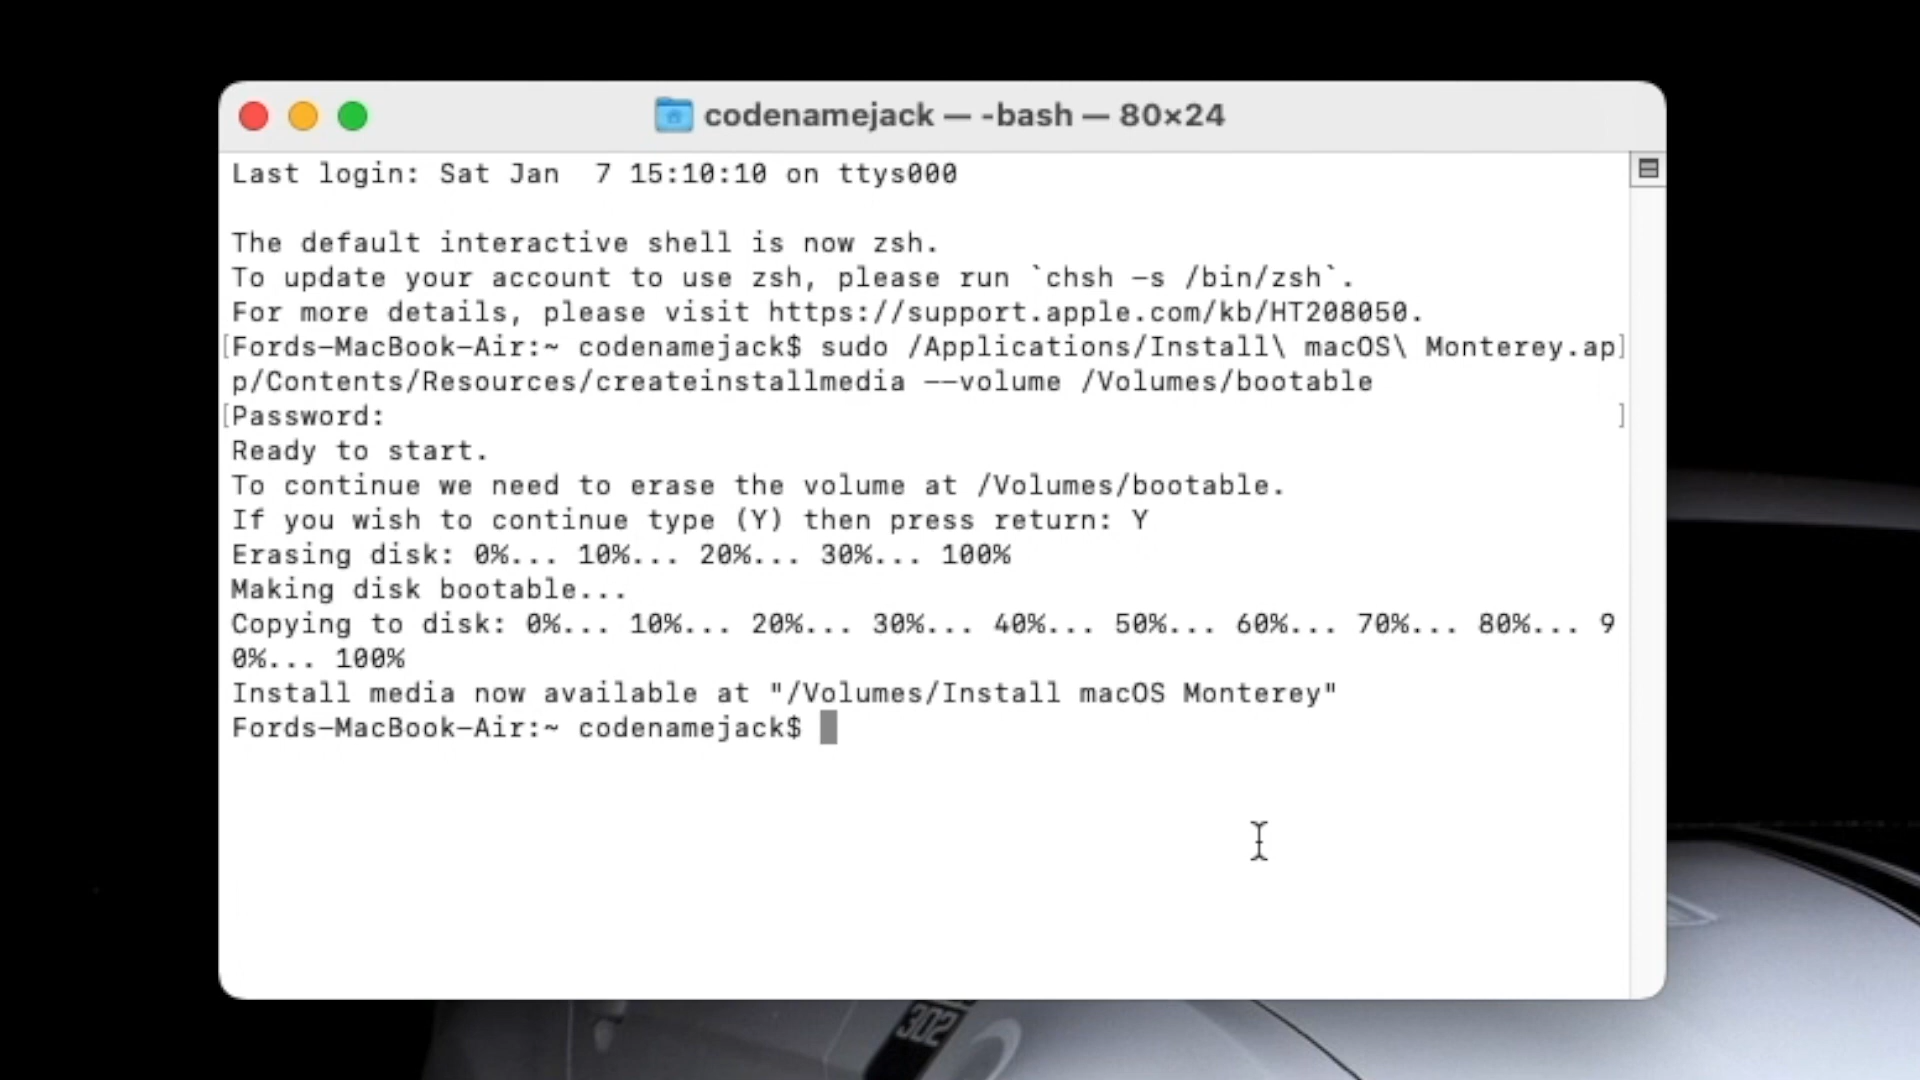 codenamejack — -bash — 80×24
Last login: Sat Jan  7 15:10:10 on ttys000
The default interactive shell is now zsh.
To update your account to use zsh, please run `chsh -s /bin/zsh`.
For more details, please visit https://support.apple.com/kb/HT208050.
[Fords-MacBook-Air:~ codenamejack$ sudo /Applications/Install\ macOS\ Monterey.ap]
p/Contents/Resources/createinstallmedia --volume /Volumes/bootable
[Password: ]
Ready to start.
To continue we need to erase the volume at /Volumes/bootable.
If you wish to continue type (Y) then press return: Y
Erasing disk: 0%... 10%... 20%... 30%... 100%
Making disk bootable...
Copying to disk: 0%... 10%... 20%... 30%... 40%... 50%... 60%... 70%... 80%... 9
0%... 100%
Install media now available at "/Volumes/Install macOS Monterey"
Fords-MacBook-Air:~ codenamejack$
302